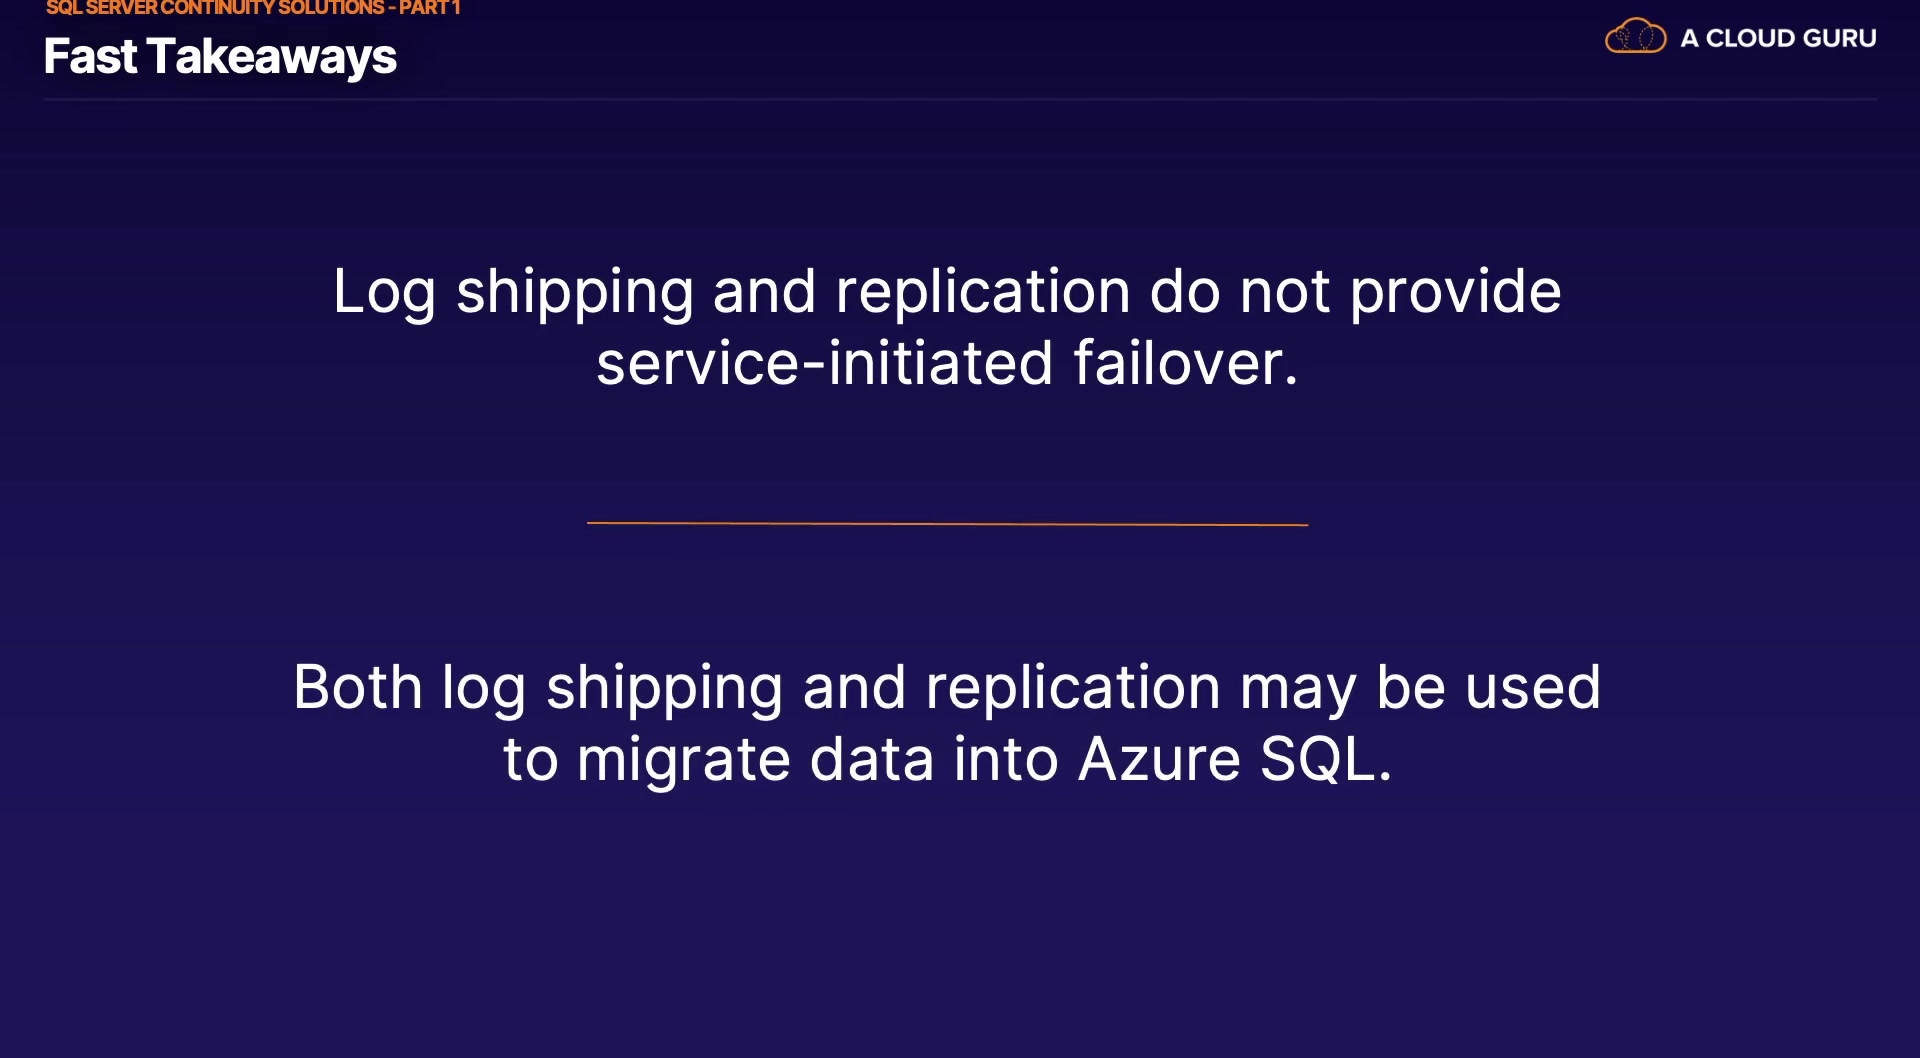 SQL SERVER CONTINUITY SOLUTIONS - PART 1
Fast Takeaways
A CLOUD GURU
Log shipping and replication do not provide
service-initiated failover.
Both log shipping and replication may be used
to migrate data into Azure SQL.